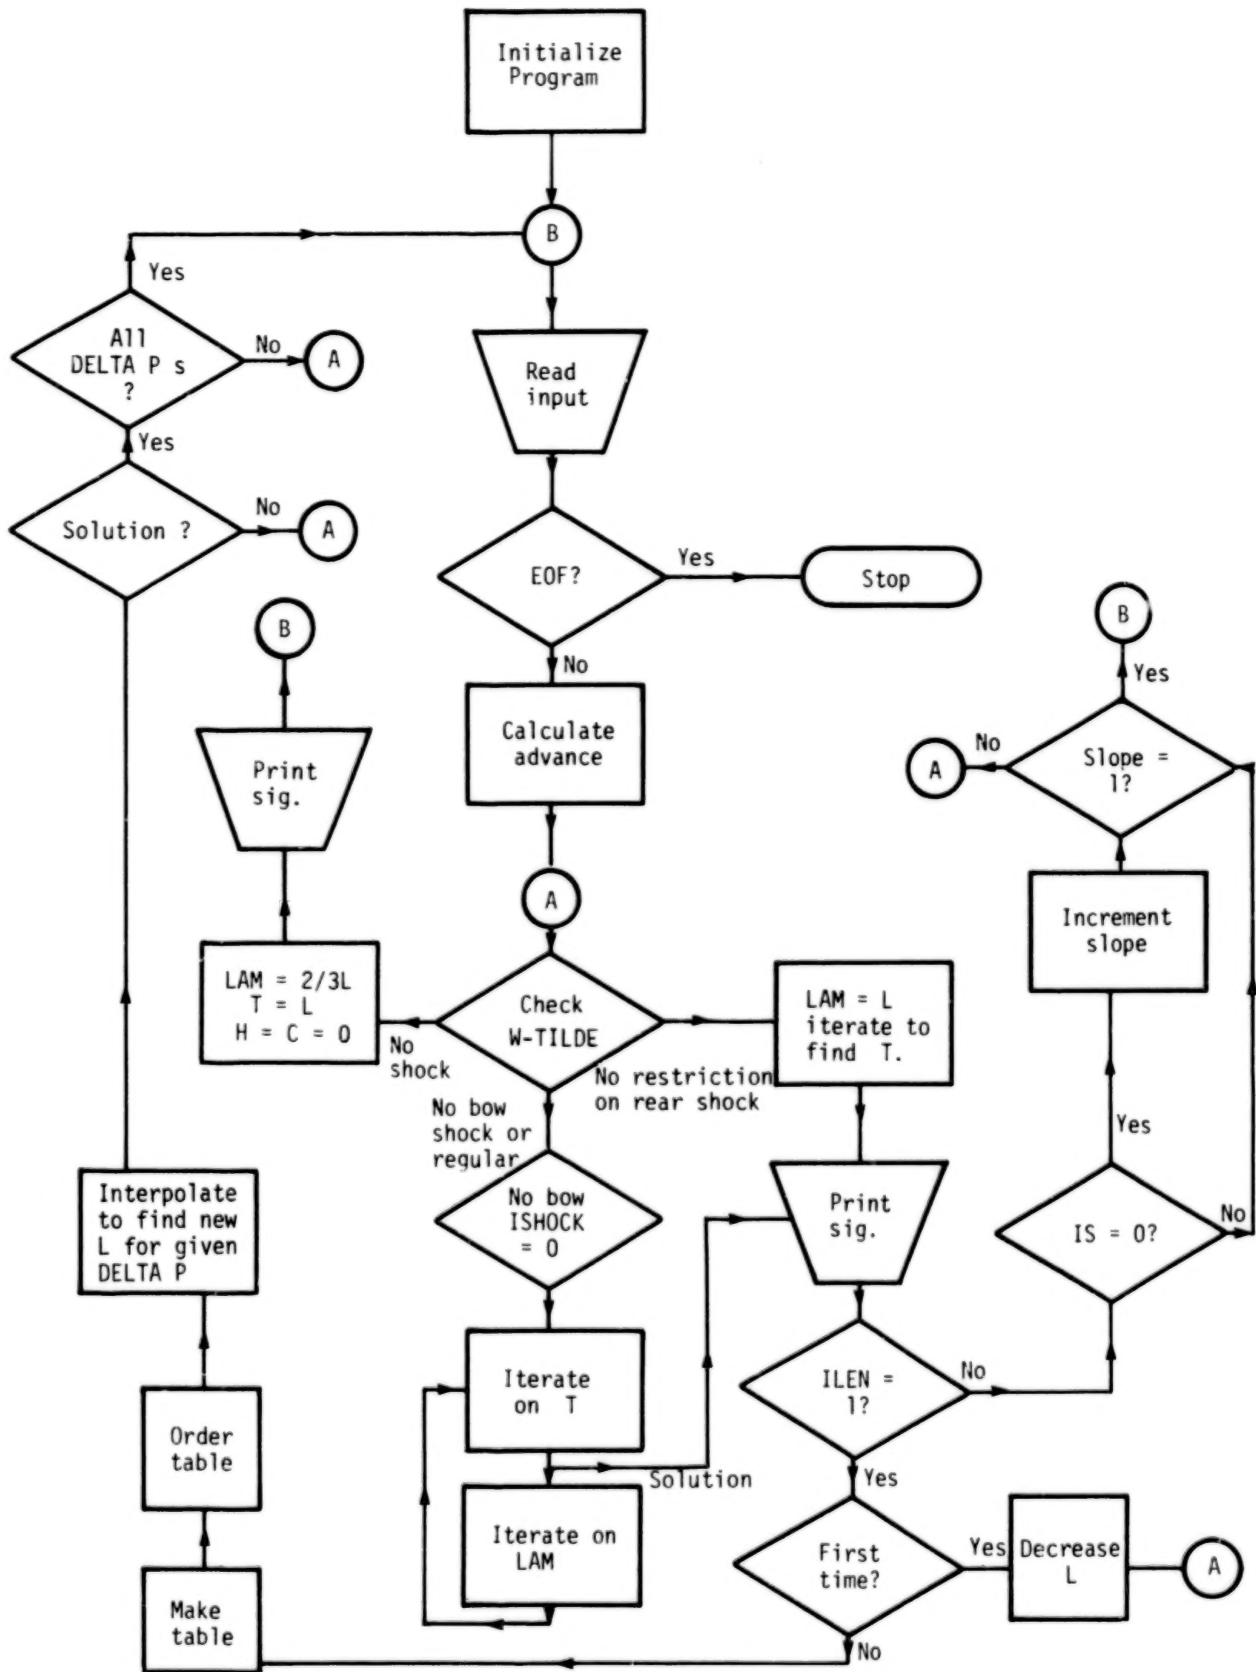 Initialize
Program
B
Yes
All
DELTA P s
?
No
A
Read
input
Yes
Solution ?
No
A
EOF?
Yes
Stop
B
No
B
Yes
Print
sig.
Calculate
advance
No
A
Slope =
1?
A
Increment
slope
LAM = 2/3L
T = L
H = C = 0
No
shock
Check
W-TILDE
LAM = L
iterate to
find T.
No restriction
on rear shock
No bow
shock or
regular
Yes
Interpolate
to find new
L for given
DELTA P
No bow
ISHOCK
= 0
Print
sig.
IS = 0?
No
Iterate
on T
ILEN =
1?
No
Order
table
Solution
Yes
Iterate on
LAM
First
time?
Yes
Decrease
L
A
Make
table
No